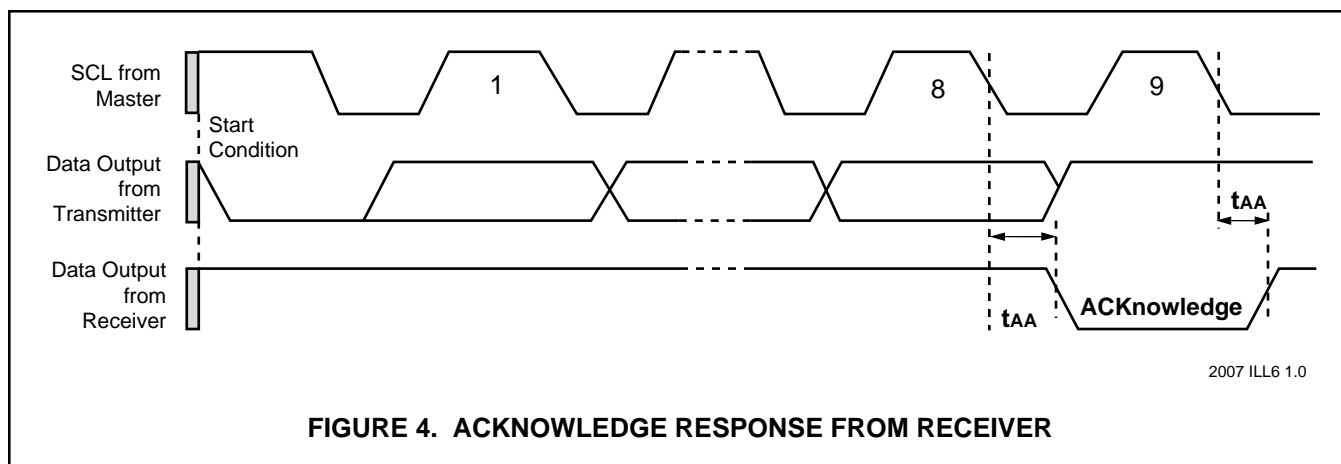 SCL from
Master
1
8
9
Start
Condition
Data Output
from
Transmitter
tAA
Data Output
from
Receiver
tAA
ACKnowledge
2007 ILL6 1.0
FIGURE 4. ACKNOWLEDGE RESPONSE FROM RECEIVER